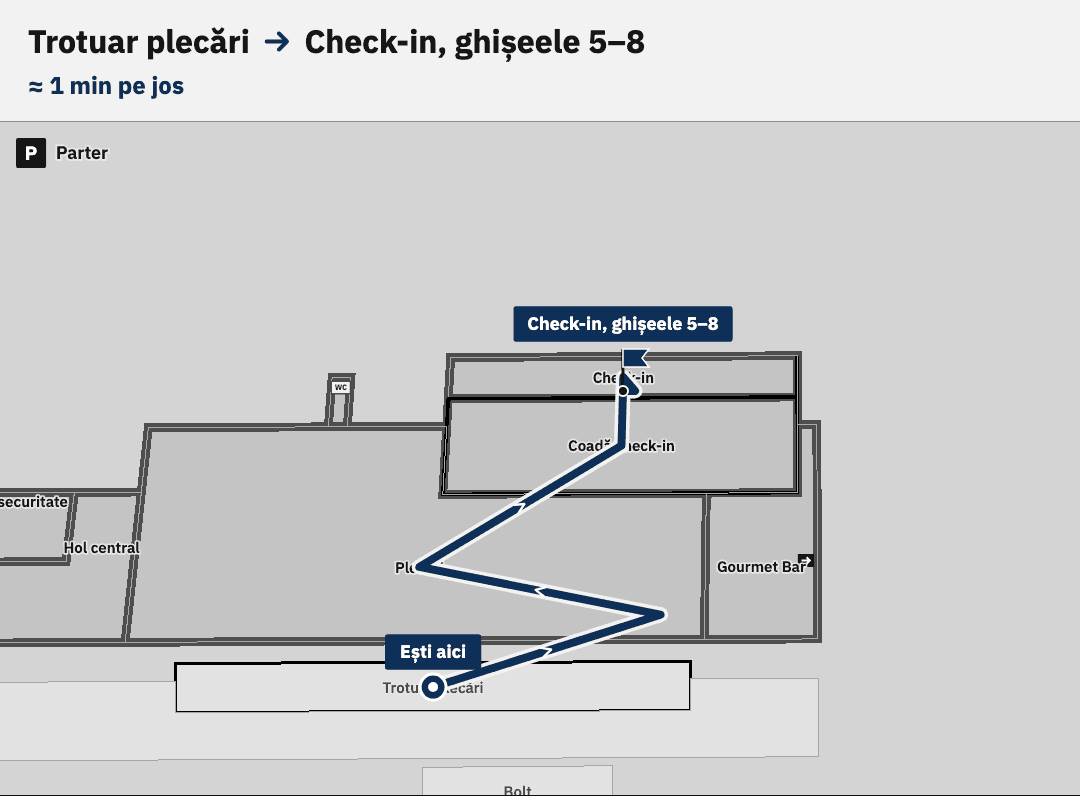 Trotuar plecări → Check-in, ghișeele 5–8
≈ 1 min pe jos
P Parter
Check-in, ghișeele 5–8
wc
Coadă
securitate
Hol central
Gourmet Bar
Ești aici
Bolt